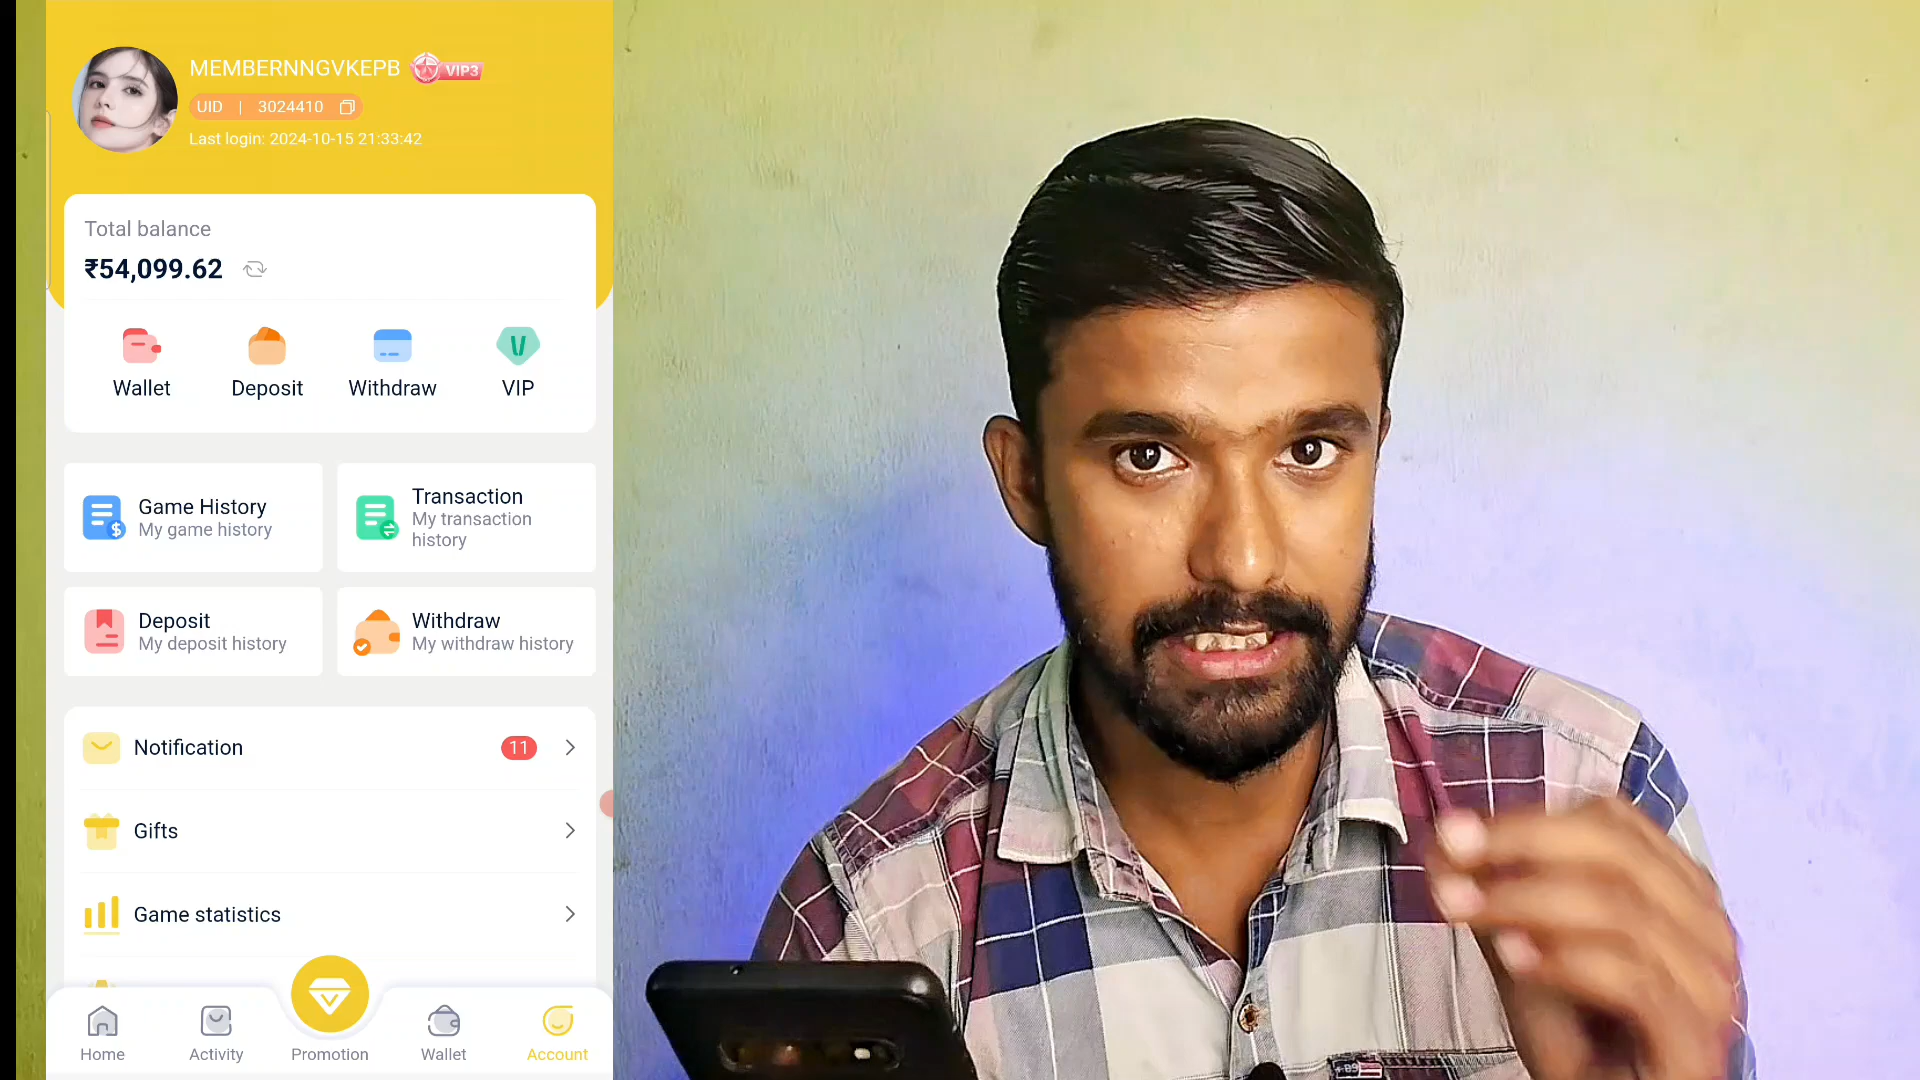 MEMBERNNGVKEPB VIP3
UID | 3024410
Last login: 2024-10-15 21:33:42
Total balance
₹54,099.62
Wallet Deposit Withdraw VIP
Game History
My game history
Transaction
My transaction
history
Deposit
My deposit history
Withdraw
My withdraw history
Notification 11
Gifts
Game statistics
Home Activity Promotion Wallet Account